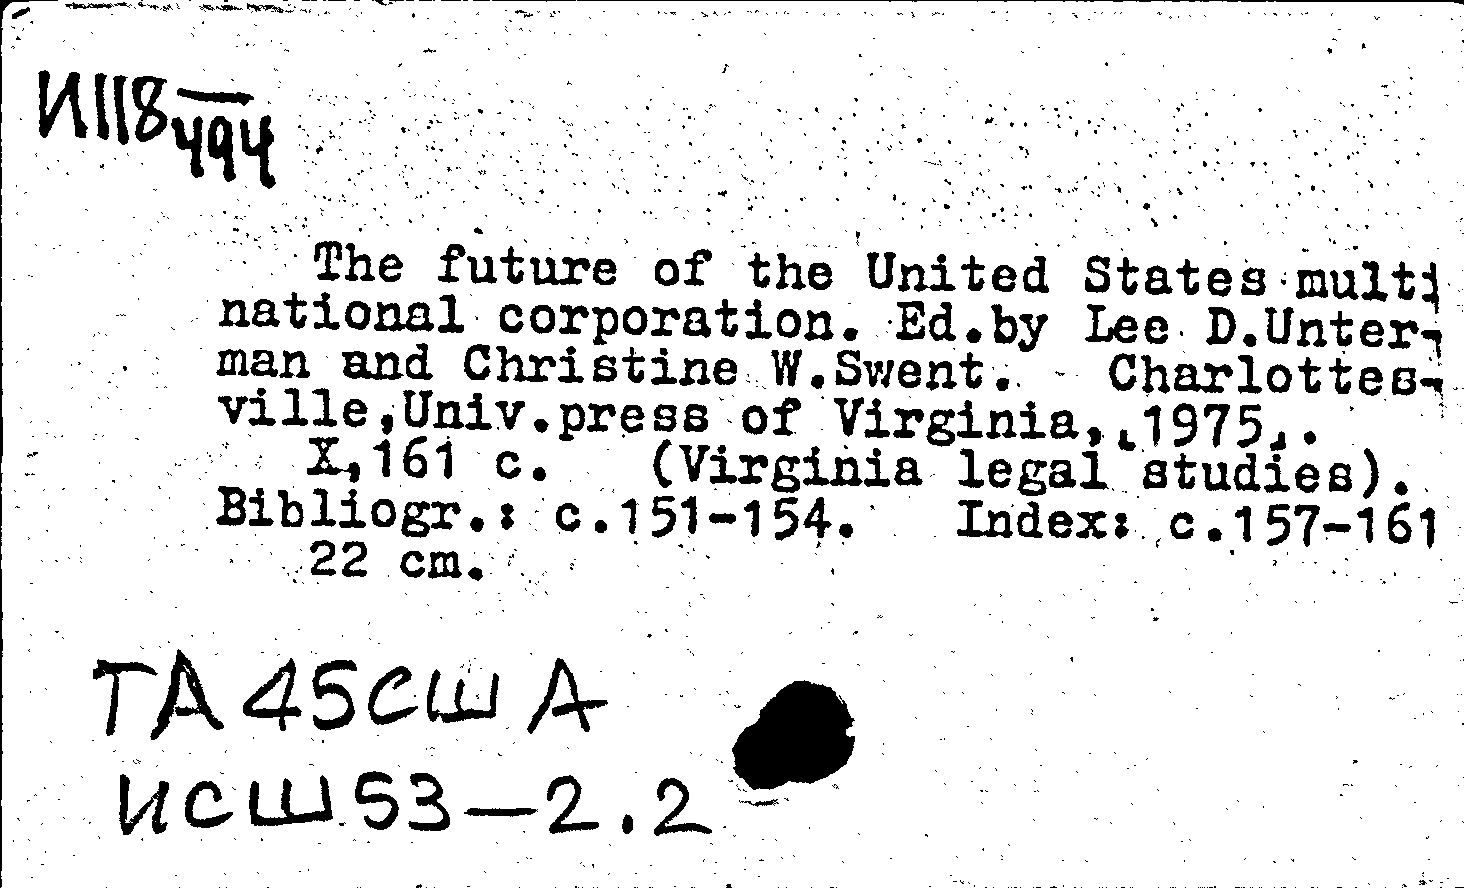 И118
494
The future of the United States multi
national corporation. Ed.by Lee D.Unter-
man and Christine W.Swent. - Charlottes-
ville,Univ.press of Virginia,[1975].
X,161 c. (Virginia legal studies).
Bibliogr.: c.151-154. Index: c.157-161
22 cm.
ТА45США
ИСШ53-2.2